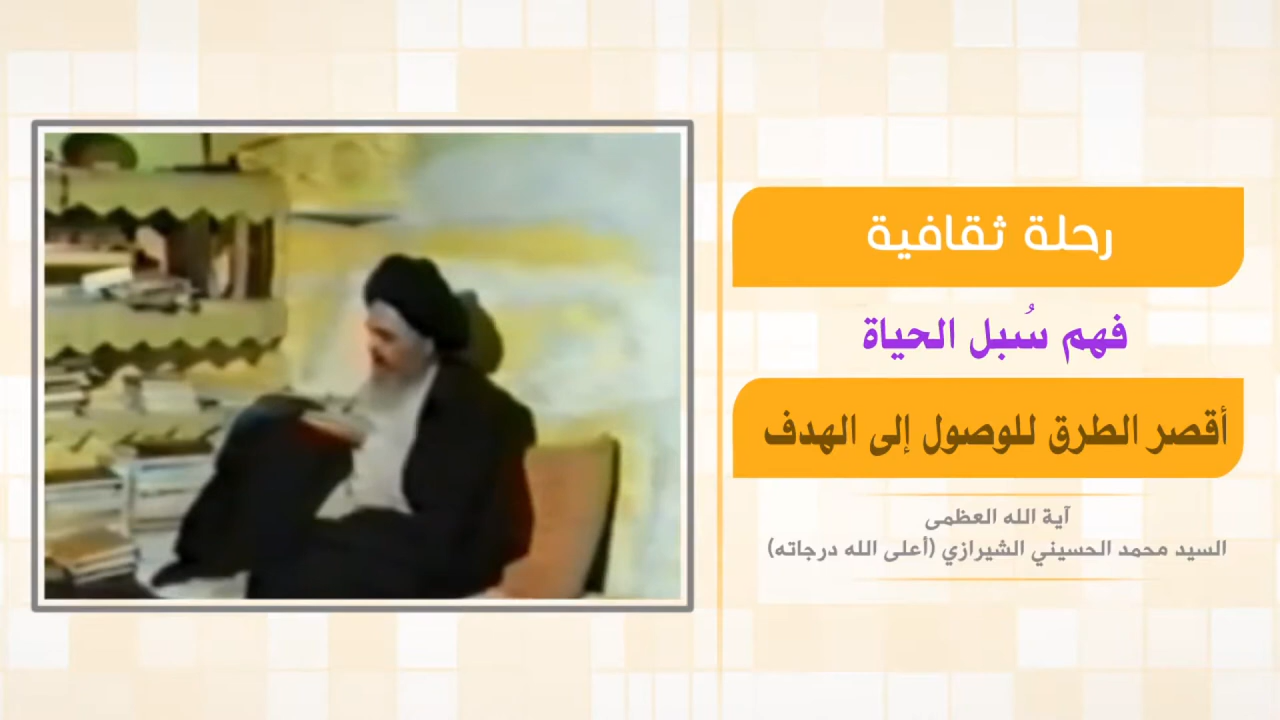 رحلة ثقافية
فهم سُبل الحياة
أقصر الطرق للوصول إلى الهدف
آية الله العظمى
السيد محمد الحسيني الشيرازي (أعلى الله درجاته)